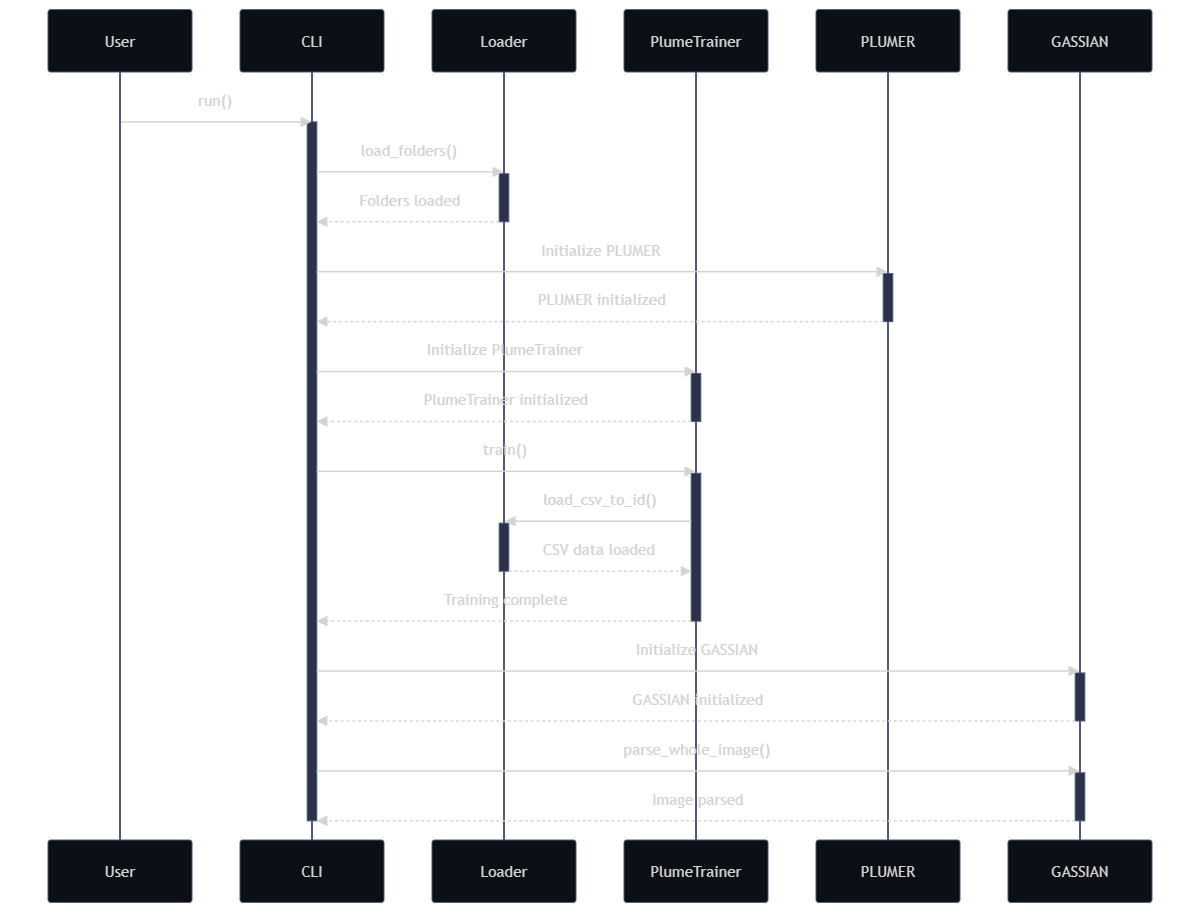 User
CLI
Loader
PlumeTrainer
PLUMER
GASSIAN
run()
load_folders()
Folders loaded
Initialize PLUMER
PLUMER initialized
Initialize PlumeTrainer
PlumeTrainer initialized
train()
load_csv_to_id()
CSV data loaded
Training complete
Initialize GASSIAN
GASSIAN initialized
parse_whole_image()
Image parsed
User
CLI
Loader
PlumeTrainer
PLUMER
GASSIAN